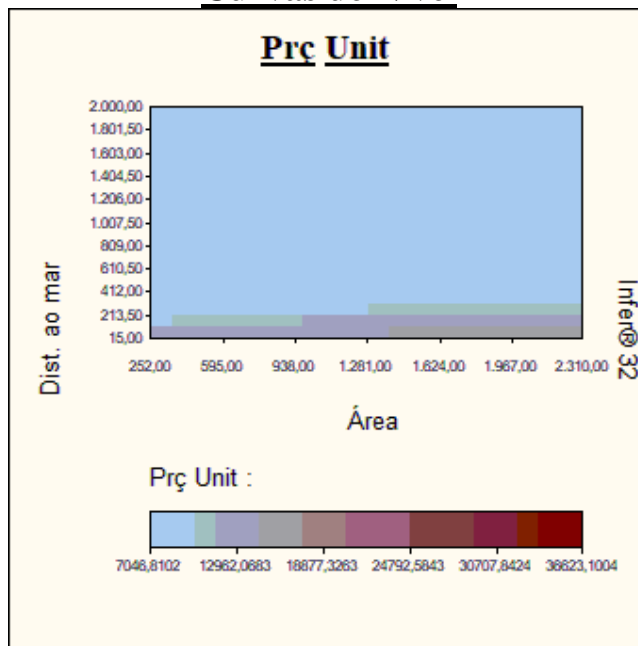 Prç Unit
2.000,00
1.801,50
1.603,00
1.404,50
1.206,00
1.007,50
809,00
610,50
412,00
213,50
15,00
Dist. ao mar
Infer® 32
252,00 595,00 938,00 1.281,00 1.624,00 1.967,00 2.310,00
Área
Prç Unit :
7046,8102 12962,0683 18877,3263 24792,5843 30707,8424 36623,1004